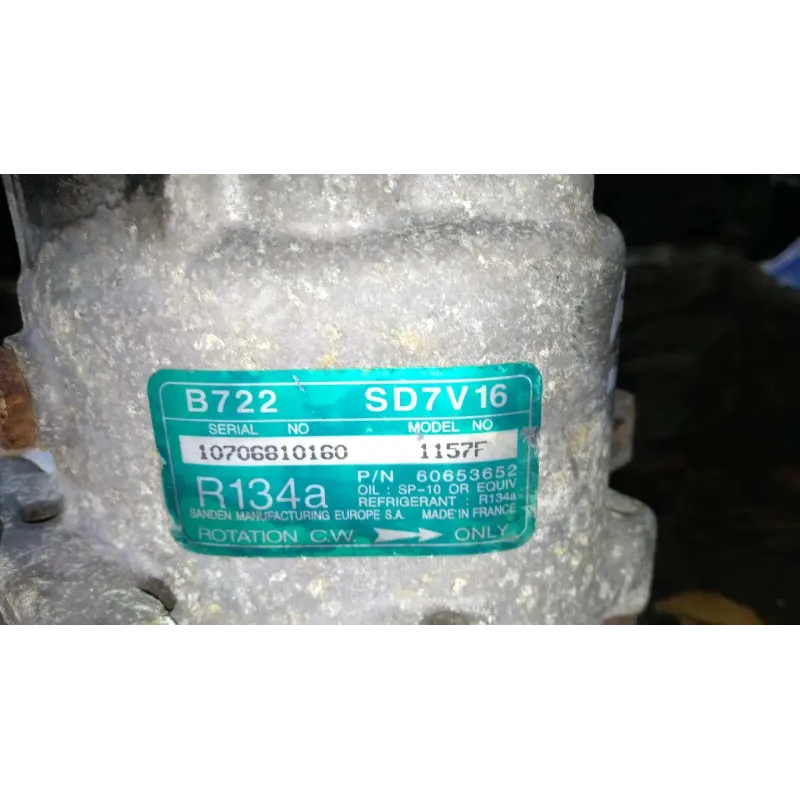 B722 SD7V16
SERIAL NO MODEL NO
10706810160 1157F
P/N 60653652
R134a OIL : SP-10 OR EQUIV
REFRIGERANT : R134a
SANDEN MANUFACTURING EUROPE S.A. MADE IN FRANCE
ROTATION C.W. ONLY